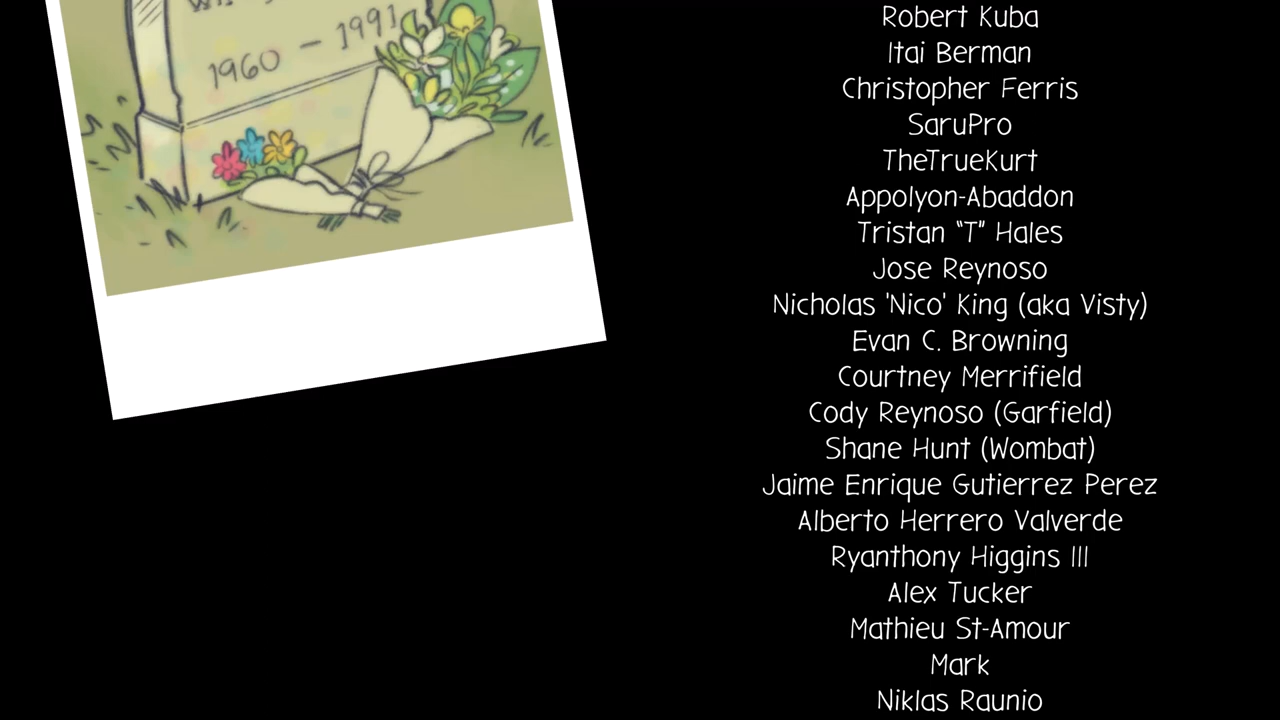 1960 - 1991
Robert Kuba
Itai Berman
Christopher Ferris
SaruPro
TheTrueKurt
Appolyon-Abaddon
Tristan "T" Hales
Jose Reynoso
Nicholas 'Nico' King (aka Visty)
Evan C. Browning
Courtney Merrifield
Cody Reynoso (Garfield)
Shane Hunt (Wombat)
Jaime Enrique Gutierrez Perez
Alberto Herrero Valverde
Ryanthony Higgins III
Alex Tucker
Mathieu St-Amour
Mark
Niklas Raunio